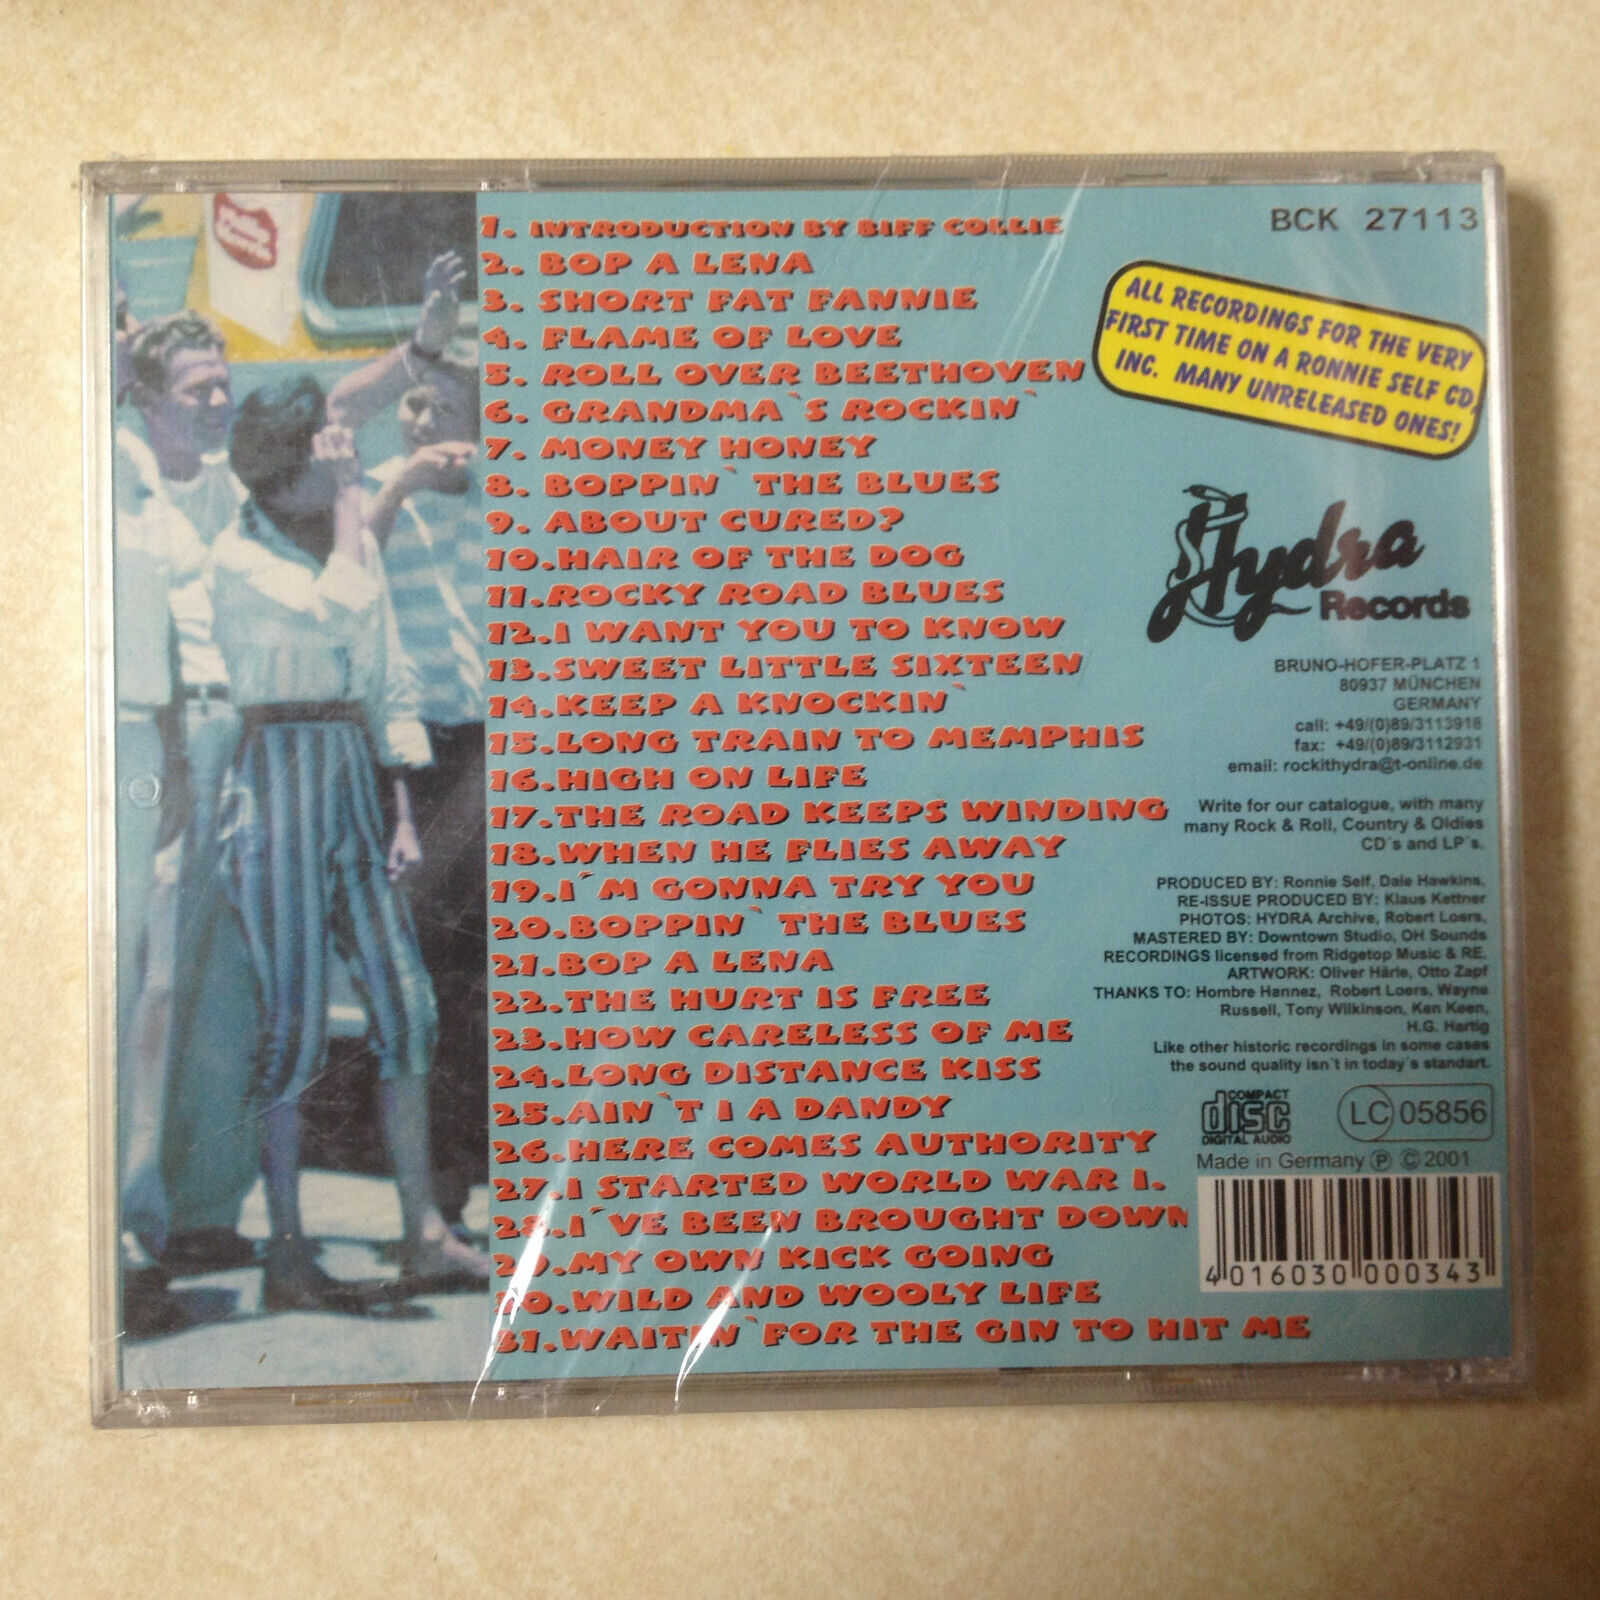 1. INTRODUCTION BY BIFF COLLIE
2. BOP A LENA
3. SHORT FAT FANNIE
4. FLAME OF LOVE
5. ROLL OVER BEETHOVEN
6. GRANDMA`S ROCKIN`
7. MONEY HONEY
8. BOPPIN` THE BLUES
9. ABOUT CURED?
10.HAIR OF THE DOG
11.ROCKY ROAD BLUES
12.I WANT YOU TO KNOW
13.SWEET LITTLE SIXTEEN
14.KEEP A KNOCKIN`
15.LONG TRAIN TO MEMPHIS
16.HIGH ON LIFE
17.THE ROAD KEEPS WINDING
18.WHEN HE FLIES AWAY
19.I´M GONNA TRY YOU
20.BOPPIN` THE BLUES
21.BOP A LENA
22.THE HURT IS FREE
23.HOW CARELESS OF ME
24.LONG DISTANCE KISS
25.AIN`T I A DANDY
26.HERE COMES AUTHORITY
27.I STARTED WORLD WAR I.
28.I´VE BEEN BROUGHT DOWN
29.MY OWN KICK GOING
30.WILD AND WOOLY LIFE
31.WAITIN`FOR THE GIN TO HIT ME
BCK 27113
ALL RECORDINGS FOR THE VERY
FIRST TIME ON A RONNIE SELF CD,
INC. MANY UNRELEASED ONES!
Hydra
Records
BRUNO-HOFER-PLATZ 1
80937 MÜNCHEN
GERMANY
call: +49/(0)89/3113918
fax: +49/(0)89/3112931
email: rockithydra@t-online.de
Write for our catalogue, with many
many Rock & Roll, Country & Oldies
CD´s and LP´s.
PRODUCED BY: Ronnie Self, Dale Hawkins,
RE-ISSUE PRODUCED BY: Klaus Kettner
PHOTOS: HYDRA Archive, Robert Loers,
MASTERED BY: Downtown Studio, OH Sounds
RECORDINGS licensed from Ridgetop Music & RE.
ARTWORK: Oliver Härle, Otto Zapf
THANKS TO: Hombre Hannez, Robert Loers, Wayne
Russell, Tony Wilkinson, Ken Keen,
H.G. Hartig
Like other historic recordings in some cases
the sound quality isn`t in today´s standart.
COMPACT
disc
DIGITAL AUDIO
LC 05856
Made in Germany Ⓟ © 2001
4 016030 000343